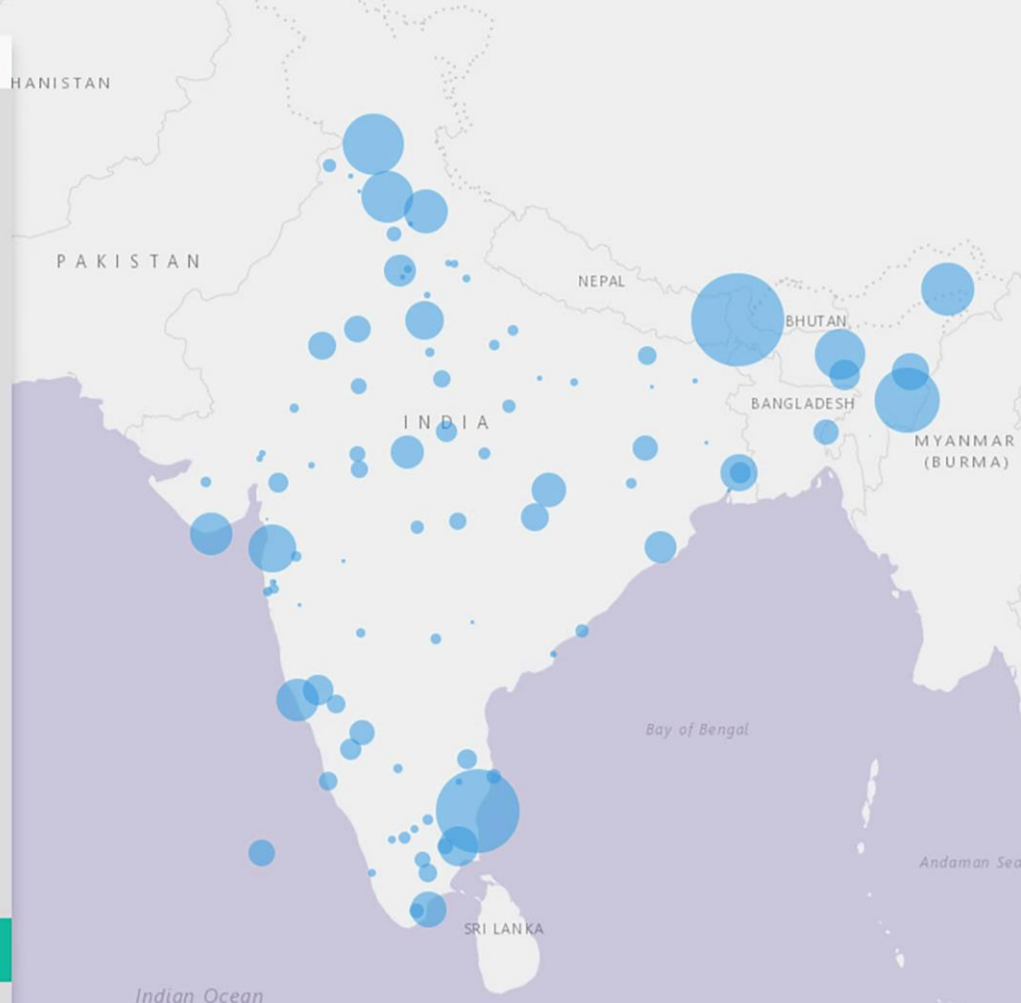 HANISTAN
PAKISTAN
NEPAL
BHUTAN
BANGLADESH
INDIA
MYANMAR
(BURMA)
Bay of Bengal
Andaman Sea
SRI LANKA
Indian Ocean